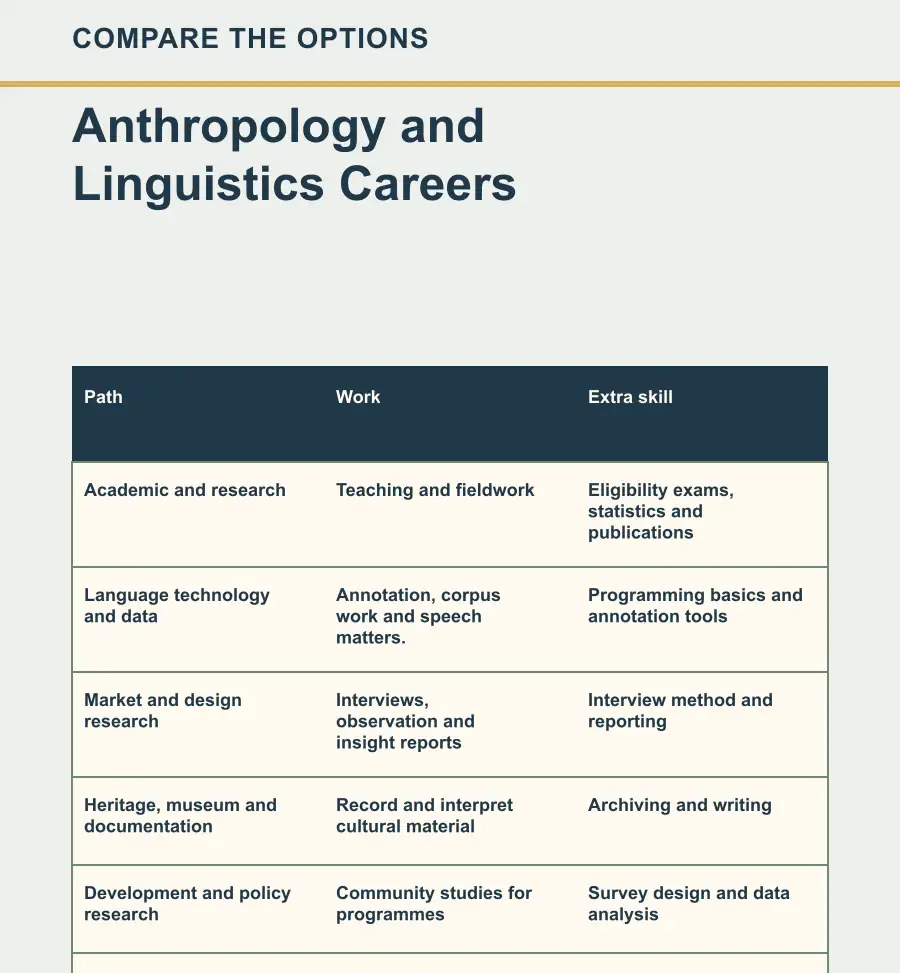 COMPARE THE OPTIONS
Anthropology and
Linguistics Careers
Path
Work
Extra skill
Academic and research
Teaching and fieldwork
Eligibility exams,
statistics and
publications
Language technology
and data
Annotation, corpus
work and speech
matters.
Programming basics and
annotation tools
Market and design
research
Interviews,
observation and
insight reports
Interview method and
reporting
Heritage, museum and
documentation
Record and interpret
cultural material
Archiving and writing
Development and policy
research
Community studies for
programmes
Survey design and data
analysis